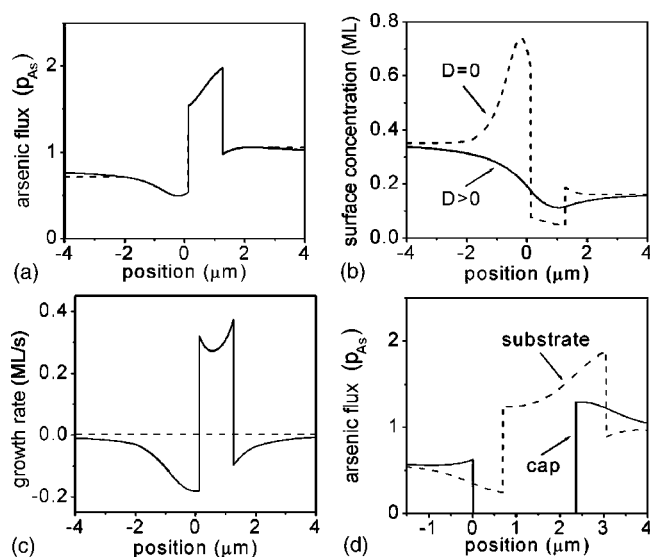 arsenic flux (pAs)
2
1
0
-4 -2 0 2 4
position (μm)
(a)
surface concentration (ML)
0.8
0.6
0.4
0.2
0.0
D=0
D>0
-4 -2 0 2 4
position (μm)
(b)
growth rate (ML/s)
0.4
0.2
0.0
-0.2
-4 -2 0 2 4
position (μm)
(c)
arsenic flux (pAs)
2
1
0
substrate
cap
-1 0 1 2 3 4
position (μm)
(d)